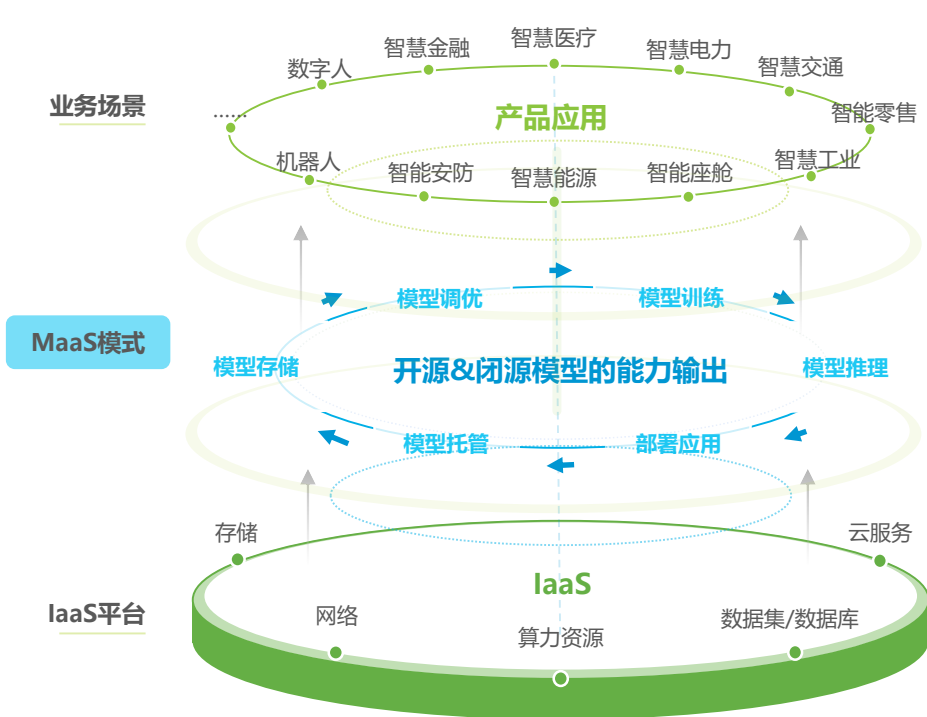 智慧医疗
智慧金融
智慧电力
数字人
智慧交通
业务场景
……
产品应用
智能零售
机器人
智能安防
智慧能源
智能座舱
智慧工业
模型调优
模型训练
MaaS模式
模型存储
开源&闭源模型的能力输出
模型推理
模型托管
部署应用
存储
云服务
IaaS
IaaS平台
网络
算力资源
数据集/数据库